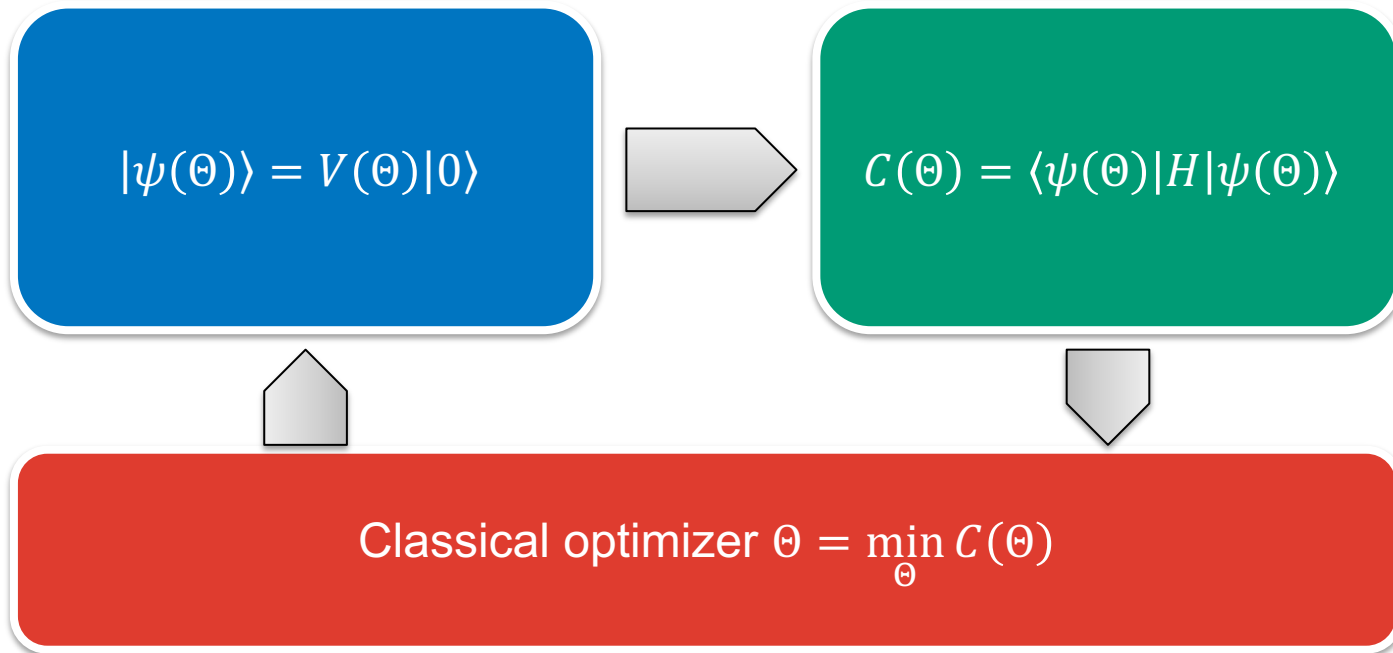 |ψ(Θ)⟩ = V(Θ)|0⟩
C(Θ) = ⟨ψ(Θ)|H|ψ(Θ)⟩
Classical optimizer Θ = min C(Θ)
Θ